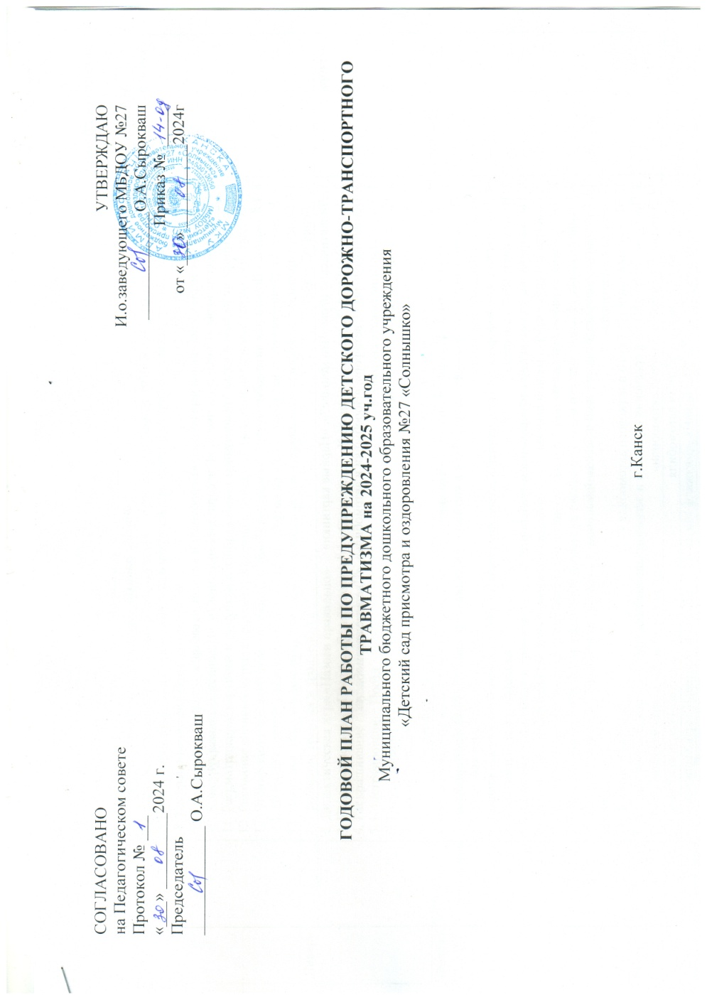 СОГЛАСОВАНО
на Педагогическом совете
Протокол № 1
«30» 08 2024 г.
Председатель
О.А.Сырокваш
УТВЕРЖДАЮ
И.о.заведующего МБДОУ №27
О.А.Сырокваш
Приказ № 14-од
от «30» 08 2024г
ГОДОВОЙ ПЛАН РАБОТЫ ПО ПРЕДУПРЕЖДЕНИЮ ДЕТСКОГО ДОРОЖНО-ТРАНСПОРТНОГО
ТРАВМАТИЗМА на 2024-2025 уч.год
Муниципального бюджетного дошкольного образовательного учреждения
«Детский сад присмотра и оздоровления №27 «Солнышко»
г.Канск